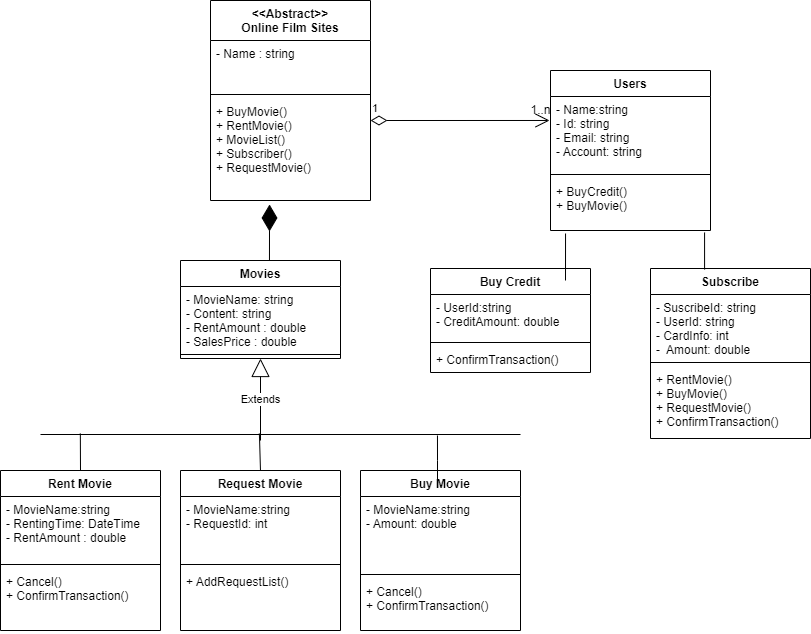 <<Abstract>>
Online Film Sites
- Name : string
+ BuyMovie()
+ RentMovie()
+ MovieList()
+ Subscriber()
+ RequestMovie()
1
1..n
Users
- Name:string
- Id: string
- Email: string
- Account: string
+ BuyCredit()
+ BuyMovie()
Movies
- MovieName: string
- Content: string
- RentAmount : double
- SalesPrice : double
Buy Credit
- UserId:string
- CreditAmount: double
+ ConfirmTransaction()
Subscribe
- SuscribeId: string
- UserId: string
- CardInfo: int
- Amount: double
+ RentMovie()
+ BuyMovie()
+ RequestMovie()
+ ConfirmTransaction()
Extends
Rent Movie
- MovieName:string
- RentingTime: DateTime
- RentAmount : double
+ Cancel()
+ ConfirmTransaction()
Request Movie
- MovieName:string
- RequestId: int
+ AddRequestList()
Buy Movie
- MovieName:string
- Amount: double
+ Cancel()
+ ConfirmTransaction()